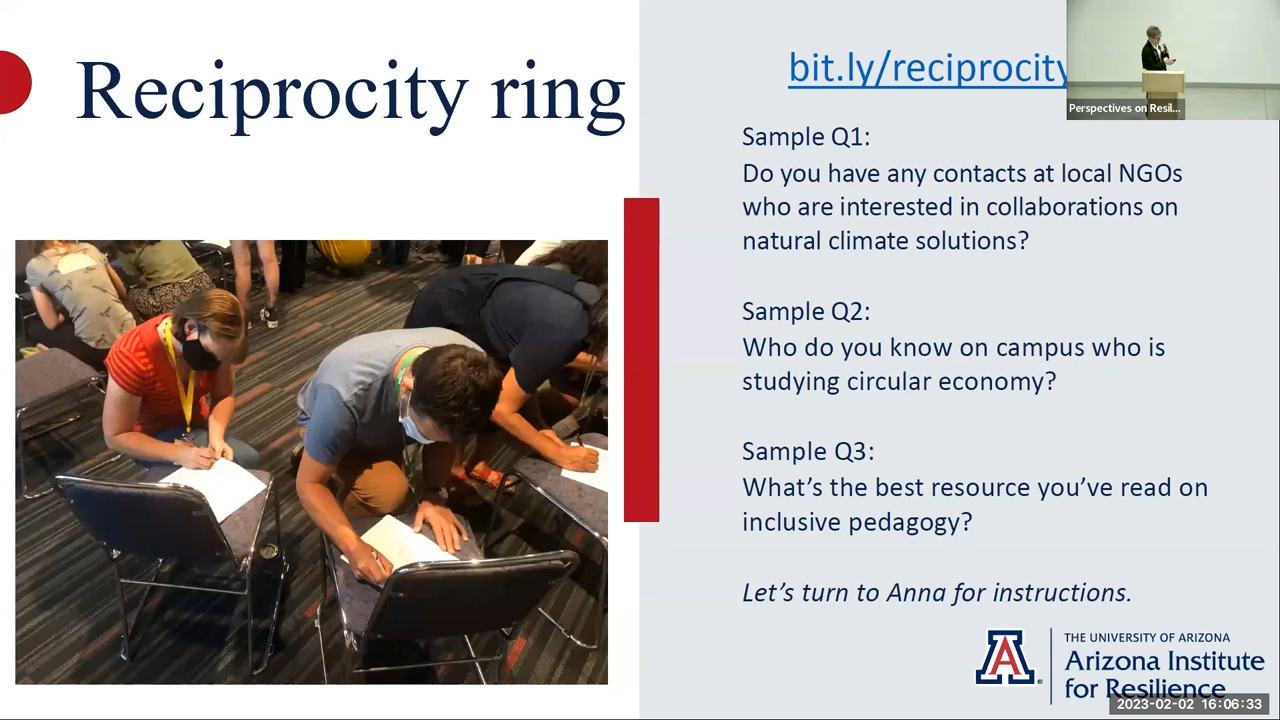 Reciprocity ring
bit.ly/reciprocity
Perspectives on Resil...
Sample Q1:
Do you have any contacts at local NGOs
who are interested in collaborations on
natural climate solutions?
Sample Q2:
Who do you know on campus who is
studying circular economy?
Sample Q3:
What’s the best resource you’ve read on
inclusive pedagogy?
Let’s turn to Anna for instructions.
A
THE UNIVERSITY OF ARIZONA
Arizona Institute
for Resilience
2023-02-02 16:06:33